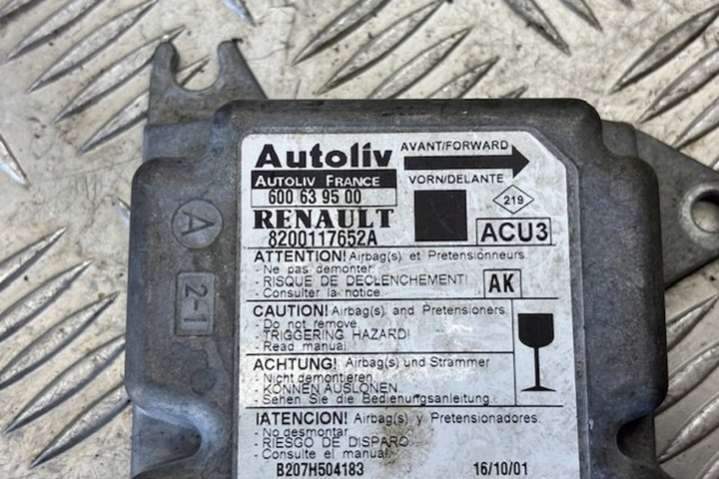 Autoliv
AUTOLIV FRANCE
600 63 95 00
RENAULT
8200117652A
AVANT/FORWARD
VORN/DELANTE
219
ACU3
ATTENTION! Airbag(s) et Pretensionneurs
- Ne pas demonter.
- RISQUE DE DECLENCHEMENT!
- Consulter la notice.
AK
CAUTION! Airbag(s) and Pretensioners.
- Do not remove
- TRIGGERING HAZARD!
- Read manual.
ACHTUNG! Airbag(s) und Strammer
- Nicht demontieren
- KONNEN AUSLONEN.
- Sehen Sie die Bedienungsanleitung.
!ATENCION! Airbag(s) y Pretensionadores.
- No desmontar
- RIESGO DE DISPARO
- Consulte el manual
B207H504183 16/10/01
A
2-1